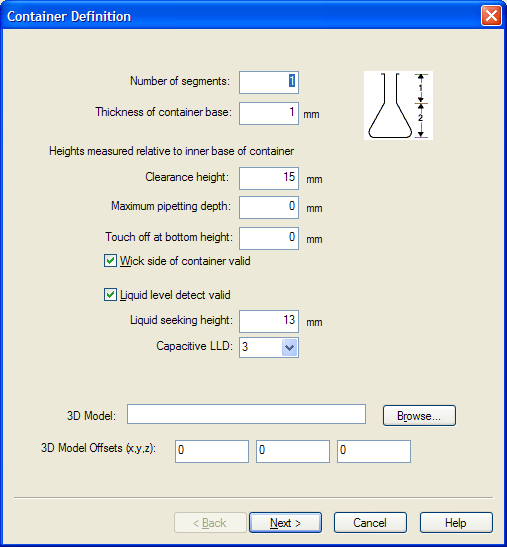 Container Definition
Number of segments: 1
Thickness of container base: 1 mm
1
2
Heights measured relative to inner base of container
Clearance height: 15 mm
Maximum pipetting depth: 0 mm
Touch off at bottom height: 0 mm
Wick side of container valid
Liquid level detect valid
Liquid seeking height: 13 mm
Capacitive LLD: 3
3D Model: Browse...
3D Model Offsets (x,y,z): 0 0 0
< Back Next > Cancel Help